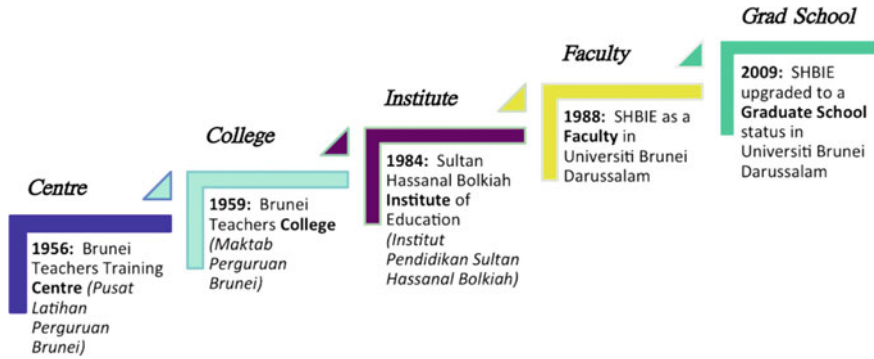 Centre
1956: Brunei
Teachers Training
Centre (Pusat
Latihan
Perguruan
Brunei)
College
1959: Brunei
Teachers College
(Maktab
Perguruan
Brunei)
Institute
1984: Sultan
Hassanal Bolkiah
Institute of
Education
(Institut
Pendidikan Sultan
Hassanal Bolkiah)
Faculty
1988: SHBIE as a
Faculty in
Universiti Brunei
Darussalam
Grad School
2009: SHBIE
upgraded to a
Graduate School
status in
Universiti Brunei
Darussalam